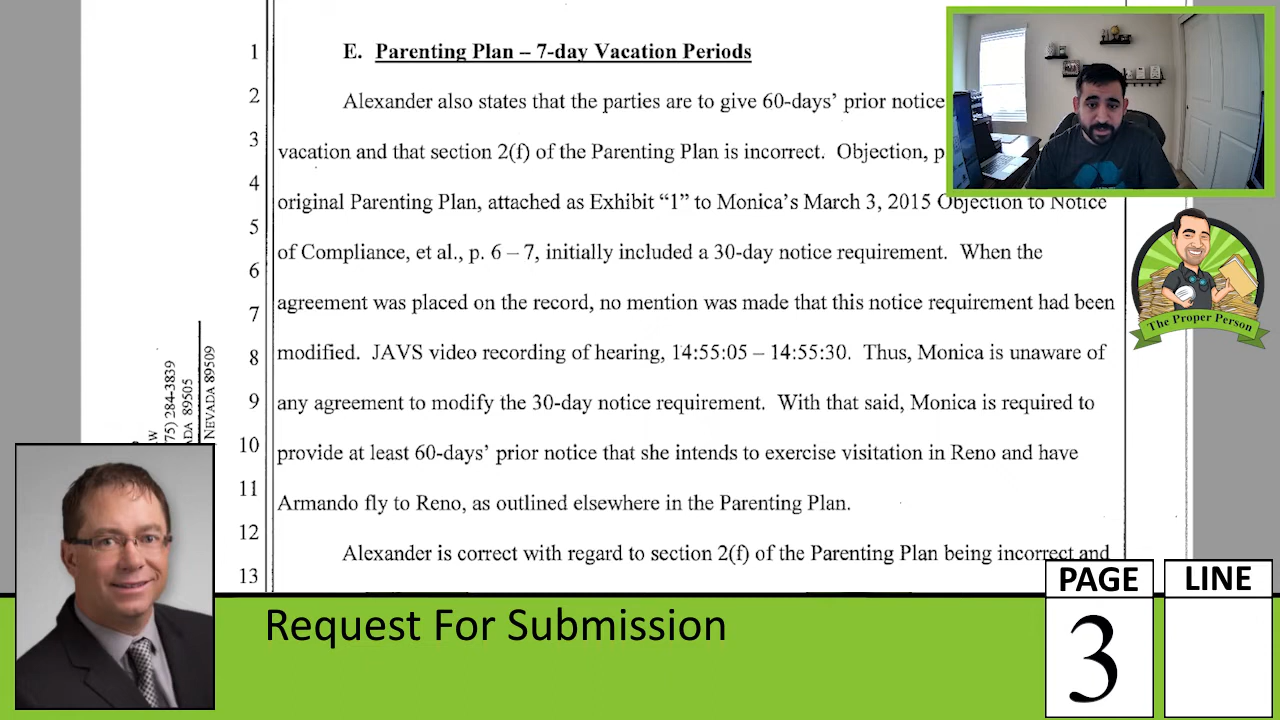 E. Parenting Plan – 7-day Vacation Periods
Alexander also states that the parties are to give 60-days’ prior notice
vacation and that section 2(f) of the Parenting Plan is incorrect. Objection, p
original Parenting Plan, attached as Exhibit “1” to Monica’s March 3, 2015 Objection to Notice
of Compliance, et al., p. 6 – 7, initially included a 30-day notice requirement. When the
agreement was placed on the record, no mention was made that this notice requirement had been
modified. JAVS video recording of hearing, 14:55:05 – 14:55:30. Thus, Monica is unaware of
any agreement to modify the 30-day notice requirement. With that said, Monica is required to
provide at least 60-days’ prior notice that she intends to exercise visitation in Reno and have
Armando fly to Reno, as outlined elsewhere in the Parenting Plan.
Alexander is correct with regard to section 2(f) of the Parenting Plan being incorrect and
1
2
3
4
5
6
7
8
9
10
11
12
13
W
75) 284-3839
ADA 89505
NEVADA 89509
The Proper Person
Request For Submission
PAGE
3
LINE